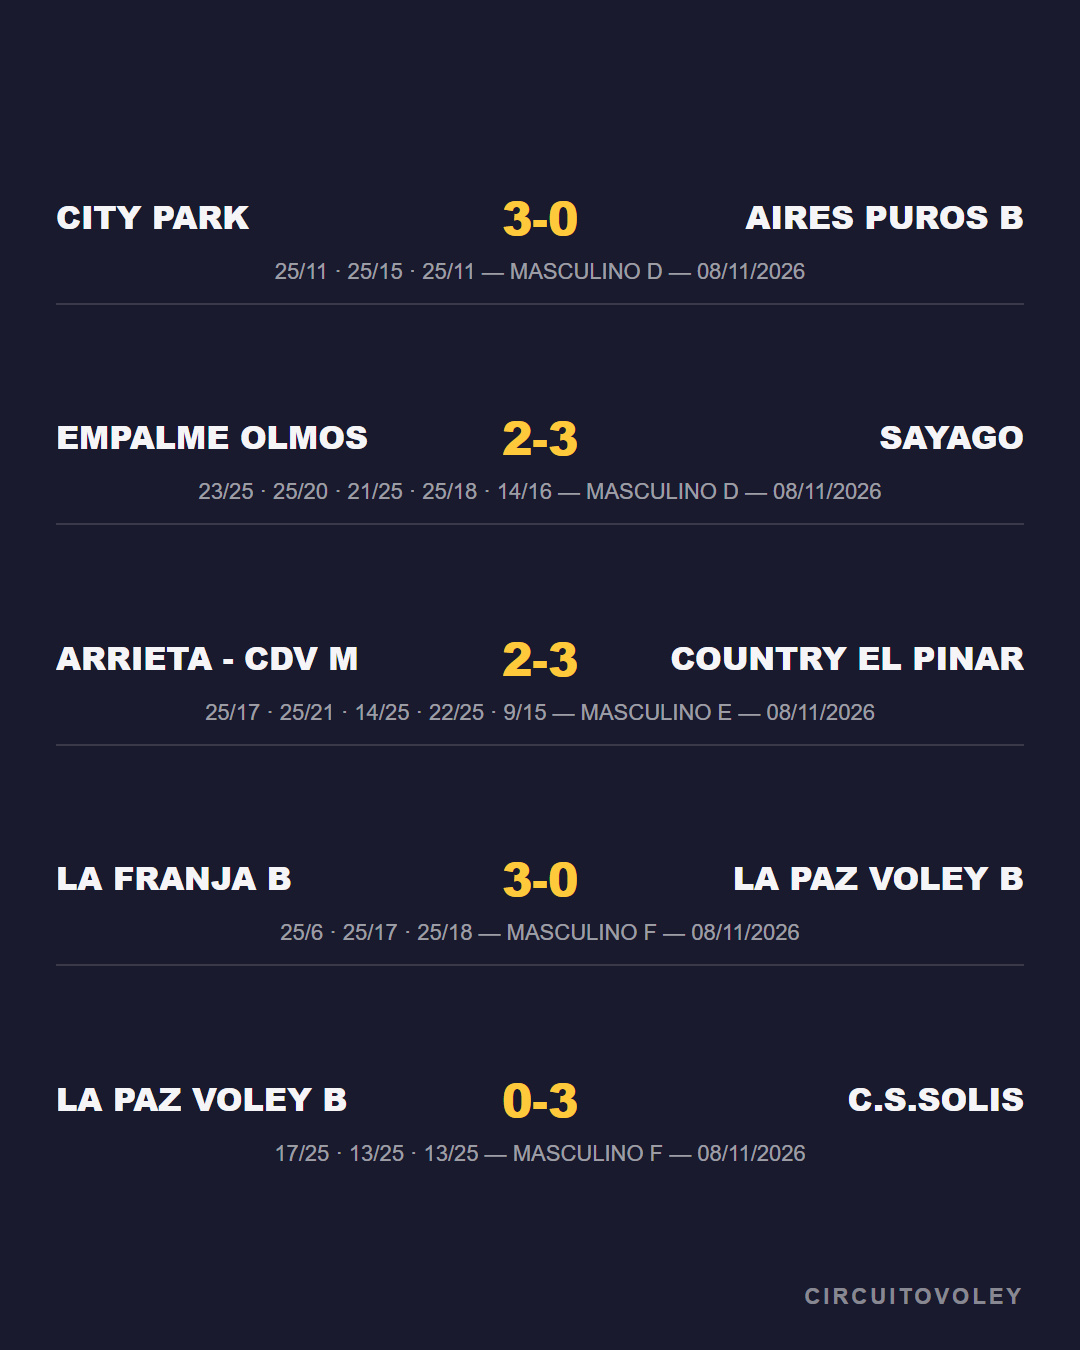 CITY PARK 3-0 AIRES PUROS B
25/11 · 25/15 · 25/11 — MASCULINO D — 08/11/2026
EMPALME OLMOS 2-3 SAYAGO
23/25 · 25/20 · 21/25 · 25/18 · 14/16 — MASCULINO D — 08/11/2026
ARRIETA - CDV M 2-3 COUNTRY EL PINAR
25/17 · 25/21 · 14/25 · 22/25 · 9/15 — MASCULINO E — 08/11/2026
LA FRANJA B 3-0 LA PAZ VOLEY B
25/6 · 25/17 · 25/18 — MASCULINO F — 08/11/2026
LA PAZ VOLEY B 0-3 C.S.SOLIS
17/25 · 13/25 · 13/25 — MASCULINO F — 08/11/2026
CIRCUITOVOLEY